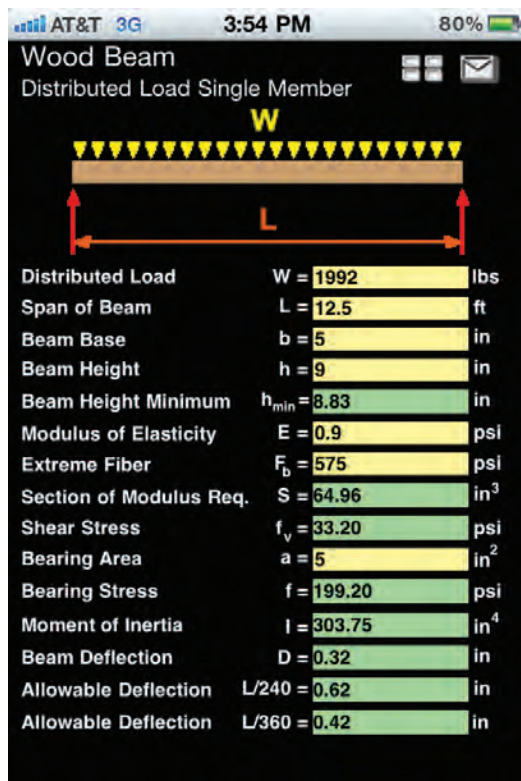 AT&T 3G 3:54 PM 80%
Wood Beam
Distributed Load Single Member
W
L
Distributed Load W = 1992 lbs
Span of Beam L = 12.5 ft
Beam Base b = 5 in
Beam Height h = 9 in
Beam Height Minimum hmin = 8.83 in
Modulus of Elasticity E = 0.9 psi
Extreme Fiber Fb = 575 psi
Section of Modulus Req. S = 64.96 in³
Shear Stress fv = 33.20 psi
Bearing Area a = 5 in²
Bearing Stress f = 199.20 psi
Moment of Inertia I = 303.75 in⁴
Beam Deflection D = 0.32 in
Allowable Deflection L/240 = 0.62 in
Allowable Deflection L/360 = 0.42 in